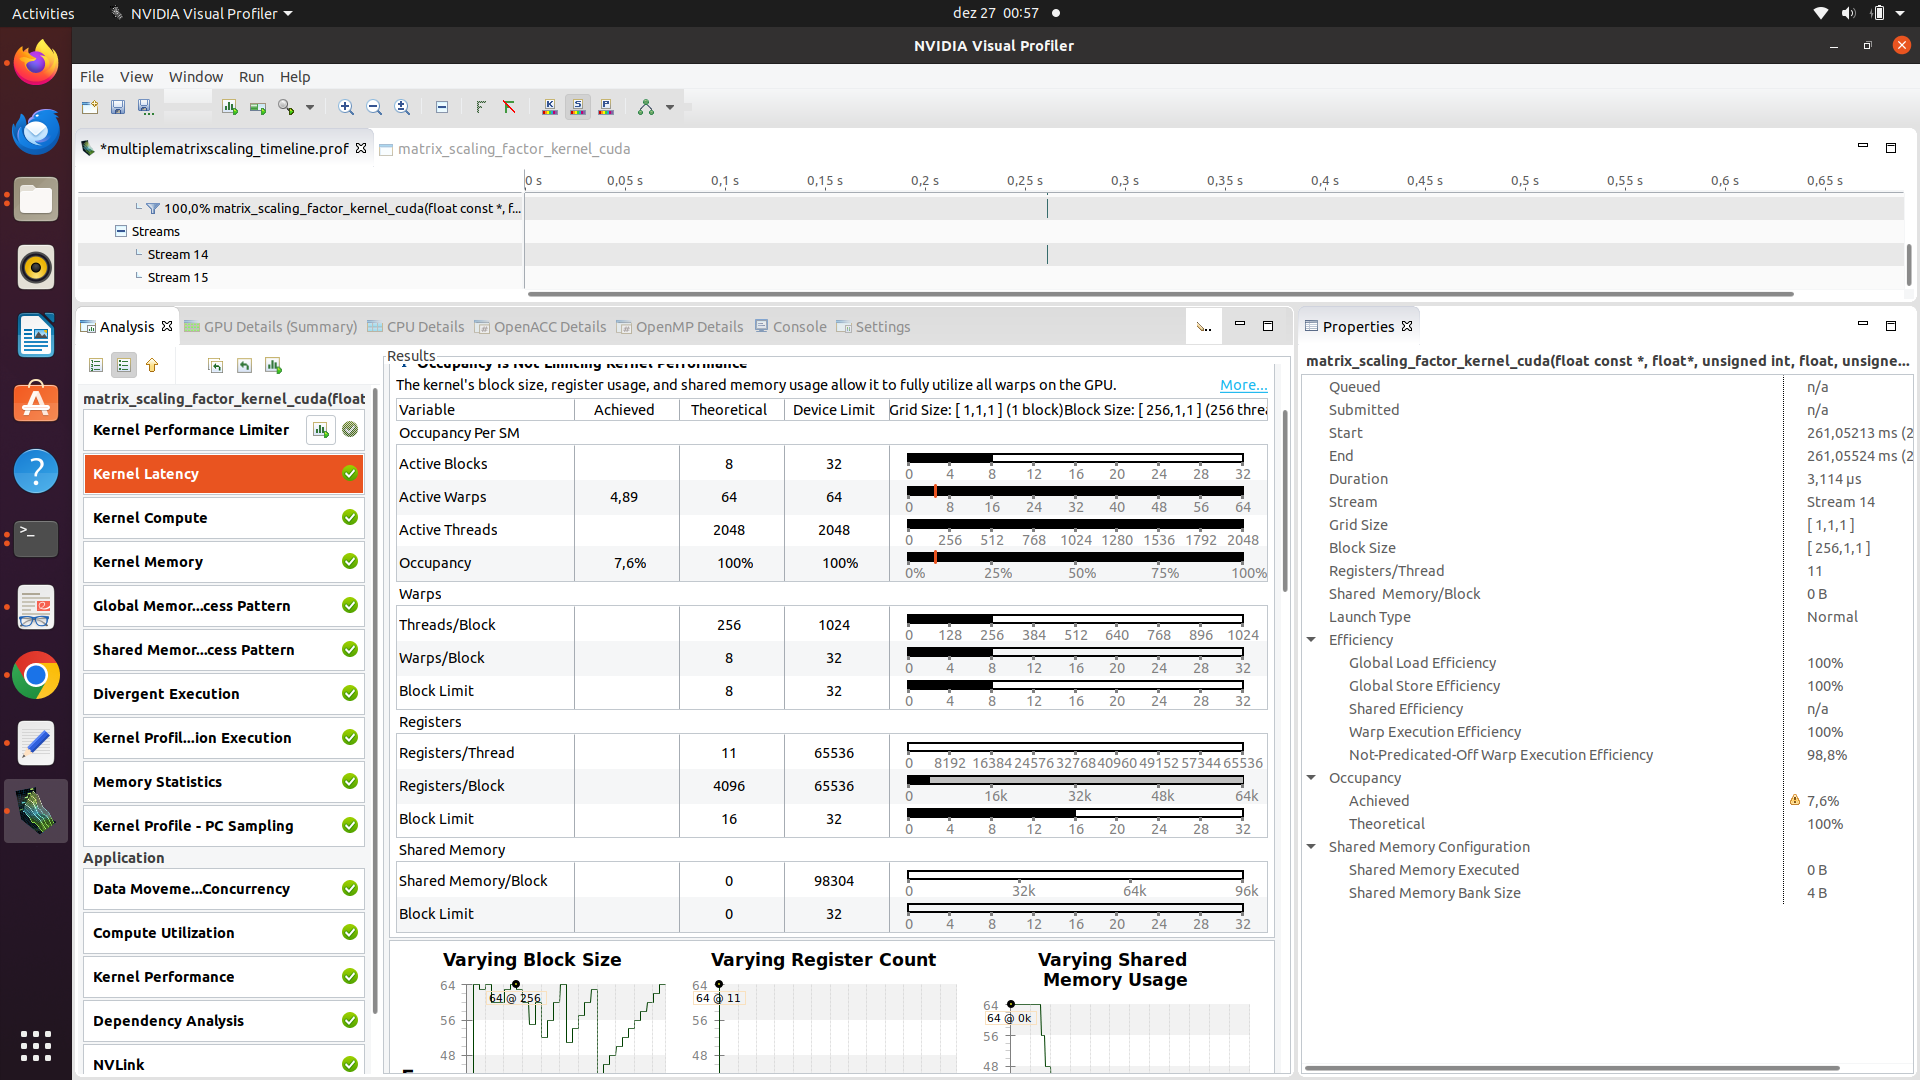 Activities
NVIDIA Visual Profiler
dez 27 00:57
NVIDIA Visual Profiler
File View Window Run Help
K S P
*multiplematrixscaling_timeline.prof
matrix_scaling_factor_kernel_cuda
0 s 0,05 s 0,1 s 0,15 s 0,2 s 0,25 s 0,3 s 0,35 s 0,4 s 0,45 s 0,5 s 0,55 s 0,6 s 0,65 s
100,0% matrix_scaling_factor_kernel_cuda(float const *, f...
Streams
Stream 14
Stream 15
Analysis GPU Details (Summary) CPU Details OpenACC Details OpenMP Details Console Settings
matrix_scaling_factor_kernel_cuda(float
Kernel Performance Limiter
Kernel Latency
Kernel Compute
Kernel Memory
Global Memor...cess Pattern
Shared Memor...cess Pattern
Divergent Execution
Kernel Profil...ion Execution
Memory Statistics
Kernel Profile - PC Sampling
Application
Data Moveme...Concurrency
Compute Utilization
Kernel Performance
Dependency Analysis
NVLink
Results
Occupancy Is Not Limiting Kernel Performance
The kernel's block size, register usage, and shared memory usage allow it to fully utilize all warps on the GPU. More...
Variable Achieved Theoretical Device Limit Grid Size: [ 1,1,1 ] (1 block)Block Size: [ 256,1,1 ] (256 threa
Occupancy Per SM
Active Blocks 8 32
0 4 8 12 16 20 24 28 32
Active Warps 4,89 64 64
0 8 16 24 32 40 48 56 64
Active Threads 2048 2048
0 256 512 768 1024 1280 1536 1792 2048
Occupancy 7,6% 100% 100%
0% 25% 50% 75% 100%
Warps
Threads/Block 256 1024
0 128 256 384 512 640 768 896 1024
Warps/Block 8 32
0 4 8 12 16 20 24 28 32
Block Limit 8 32
0 4 8 12 16 20 24 28 32
Registers
Registers/Thread 11 65536
0 8192 16384 24576 32768 40960 49152 57344 65536
Registers/Block 4096 65536
0 16k 32k 48k 64k
Block Limit 16 32
0 4 8 12 16 20 24 28 32
Shared Memory
Shared Memory/Block 0 98304
0 32k 64k 96k
Block Limit 0 32
0 4 8 12 16 20 24 28 32
Varying Block Size
64
64 @ 256
56
48
Varying Register Count
64
64 @ 11
56
48
Varying Shared
Memory Usage
64
64 @ 0k
56
48
Properties
matrix_scaling_factor_kernel_cuda(float const *, float*, unsigned int, float, unsigne...
Queued n/a
Submitted n/a
Start 261,05213 ms (2
End 261,05524 ms (2
Duration 3,114 µs
Stream Stream 14
Grid Size [ 1,1,1 ]
Block Size [ 256,1,1 ]
Registers/Thread 11
Shared Memory/Block 0 B
Launch Type Normal
Efficiency
Global Load Efficiency 100%
Global Store Efficiency 100%
Shared Efficiency n/a
Warp Execution Efficiency 100%
Not-Predicated-Off Warp Execution Efficiency 98,8%
Occupancy
Achieved 7,6%
Theoretical 100%
Shared Memory Configuration
Shared Memory Executed 0 B
Shared Memory Bank Size 4 B